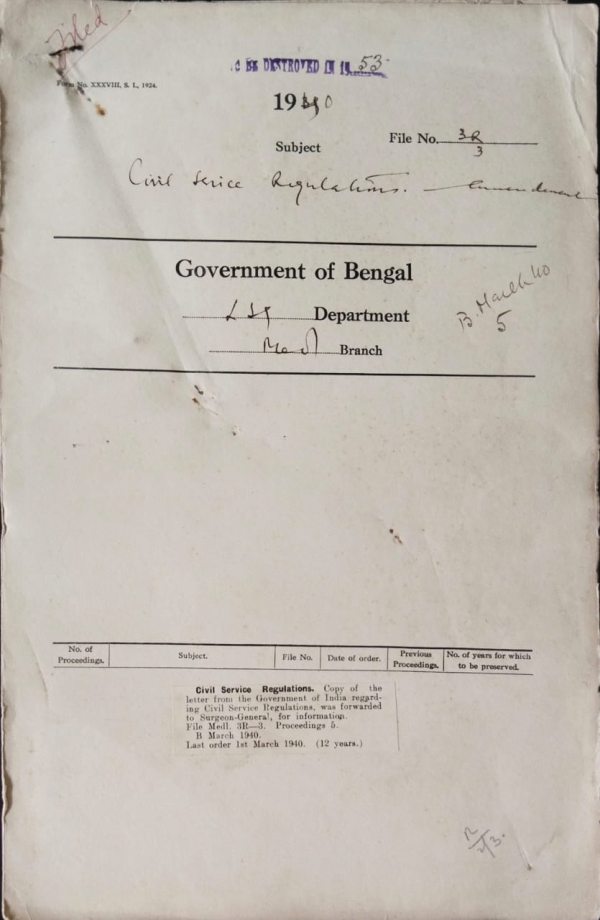 Filed
TO BE DESTROYED IN 1953
Form No. XXXVIII, S. I., 1924.
1940
Subject
File No. 3R/3
Civil Service Regulations. — Amendment
Government of Bengal
LSG Department
Medl Branch
B. March 40
5
No. of Proceedings. Subject. File No. Date of order. Previous Proceedings. No. of years for which to be preserved.
Civil Service Regulations. Copy of the
letter from the Government of India regard-
ing Civil Service Regulations, was forwarded
to Surgeon-General, for information.
File Medl. 3R—3. Proceedings 5.
B March 1940.
Last order 1st March 1940. (12 years.)